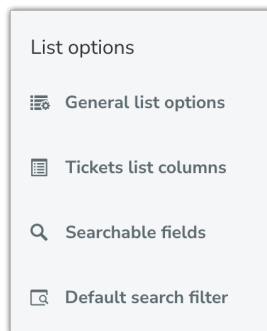 List options
General list options
Tickets list columns
Searchable fields
Default search filter